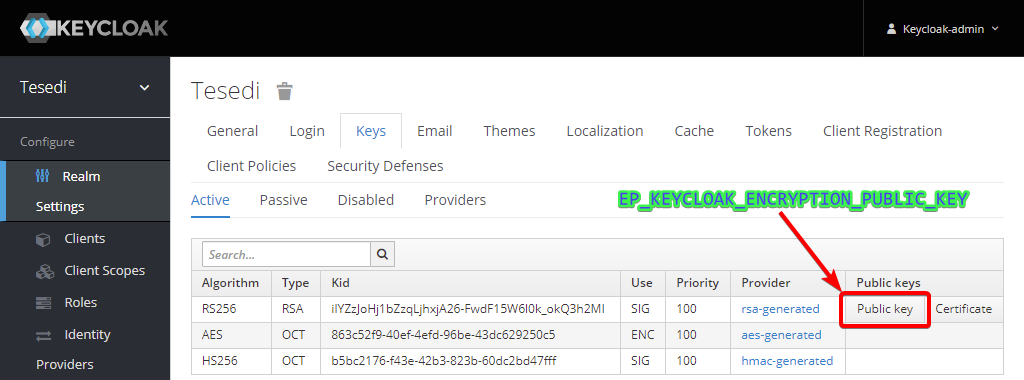 KEYCLOAK
Keycloak-admin
Tesedi
Configure
Realm
Settings
Clients
Client Scopes
Roles
Identity
Providers
Tesedi
General Login Keys Email Themes Localization Cache Tokens Client Registration
Client Policies Security Defenses
Active Passive Disabled Providers
EP_KEYCLOAK_ENCRYPTION_PUBLIC_KEY
Search...
Algorithm Type Kid Use Priority Provider Public keys
RS256 RSA ilYZzJoHj1bZzqLjhxjA26-FwdF15W6l0k_okQ3h2MI SIG 100 rsa-generated Public key Certificate
AES OCT 863c52f9-40ef-4efd-96be-43dc629250c5 ENC 100 aes-generated
HS256 OCT b5bc2176-f43e-42b3-823b-60dc2bd47fff SIG 100 hmac-generated